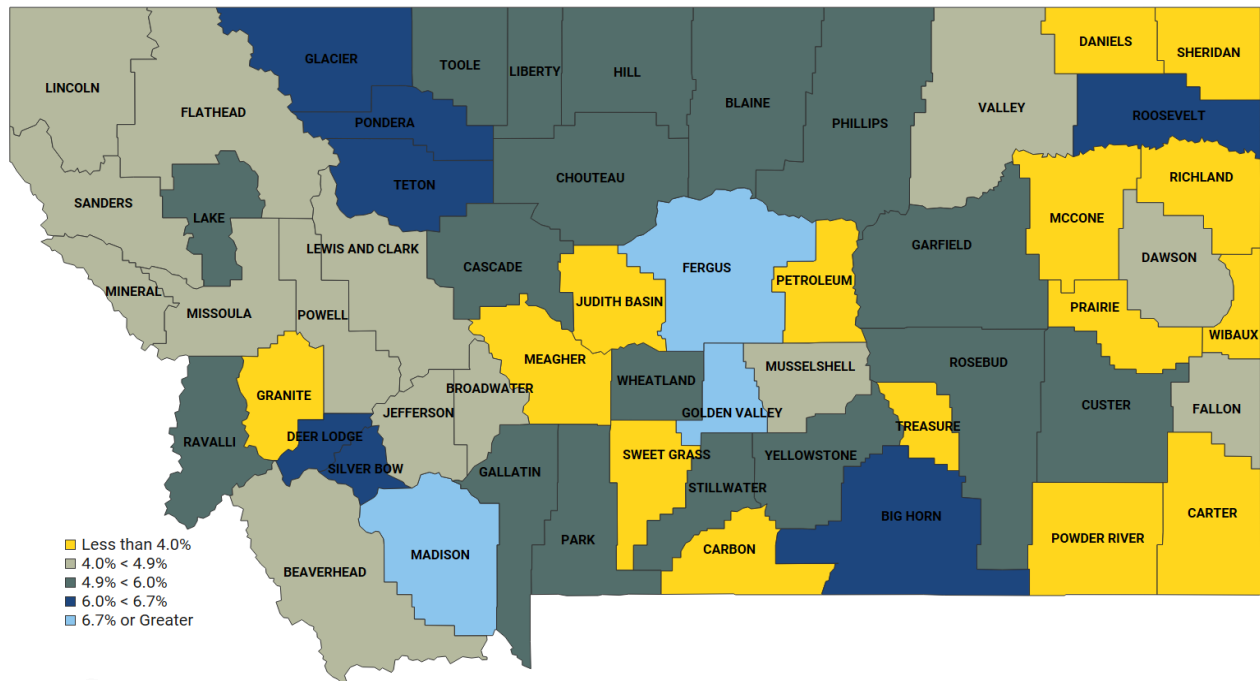 DANIELS
SHERIDAN
GLACIER
TOOLE
LIBERTY
HILL
LINCOLN
BLAINE
FLATHEAD
VALLEY
ROOSEVELT
PONDERA
PHILLIPS
CHOUTEAU
RICHLAND
TETON
SANDERS
LAKE
MCCONE
LEWIS AND CLARK
GARFIELD
DAWSON
CASCADE
FERGUS
PETROLEUM
MINERAL
JUDITH BASIN
PRAIRIE
MISSOULA
POWELL
WIBAUX
MEAGHER
ROSEBUD
MUSSELSHELL
WHEATLAND
BROADWATER
GRANITE
CUSTER
FALLON
JEFFERSON
GOLDEN VALLEY
TREASURE
DEER LODGE
RAVALLI
SWEET GRASS
YELLOWSTONE
SILVER BOW
GALLATIN
STILLWATER
CARTER
BIG HORN
POWDER RIVER
PARK
CARBON
MADISON
BEAVERHEAD
Less than 4.0%
4.0% < 4.9%
4.9% < 6.0%
6.0% < 6.7%
6.7% or Greater